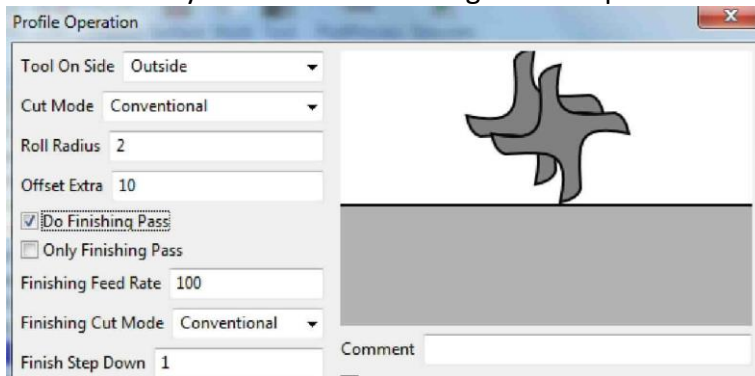 Profile Operation
Tool On Side Outside
Cut Mode Conventional
Roll Radius 2
Offset Extra 10
Do Finishing Pass
Only Finishing Pass
Finishing Feed Rate 100
Finishing Cut Mode Conventional
Finish Step Down 1
Comment